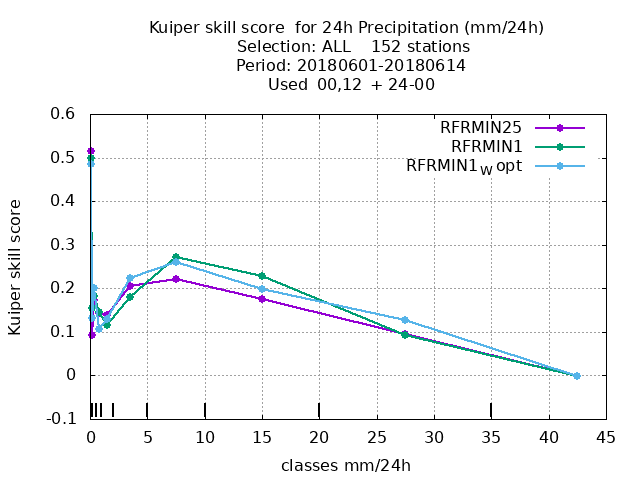 Kuiper skill score for 24h Precipitation (mm/24h)
Selection: ALL 152 stations
Period: 20180601-20180614
Used 00,12 + 24-00
RFRMIN25
RFRMIN1
RFRMIN1W opt
Kuiper skill score
0.6
0.5
0.4
0.3
0.2
0.1
0
-0.1
0 5 10 15 20 25 30 35 40 45
classes mm/24h